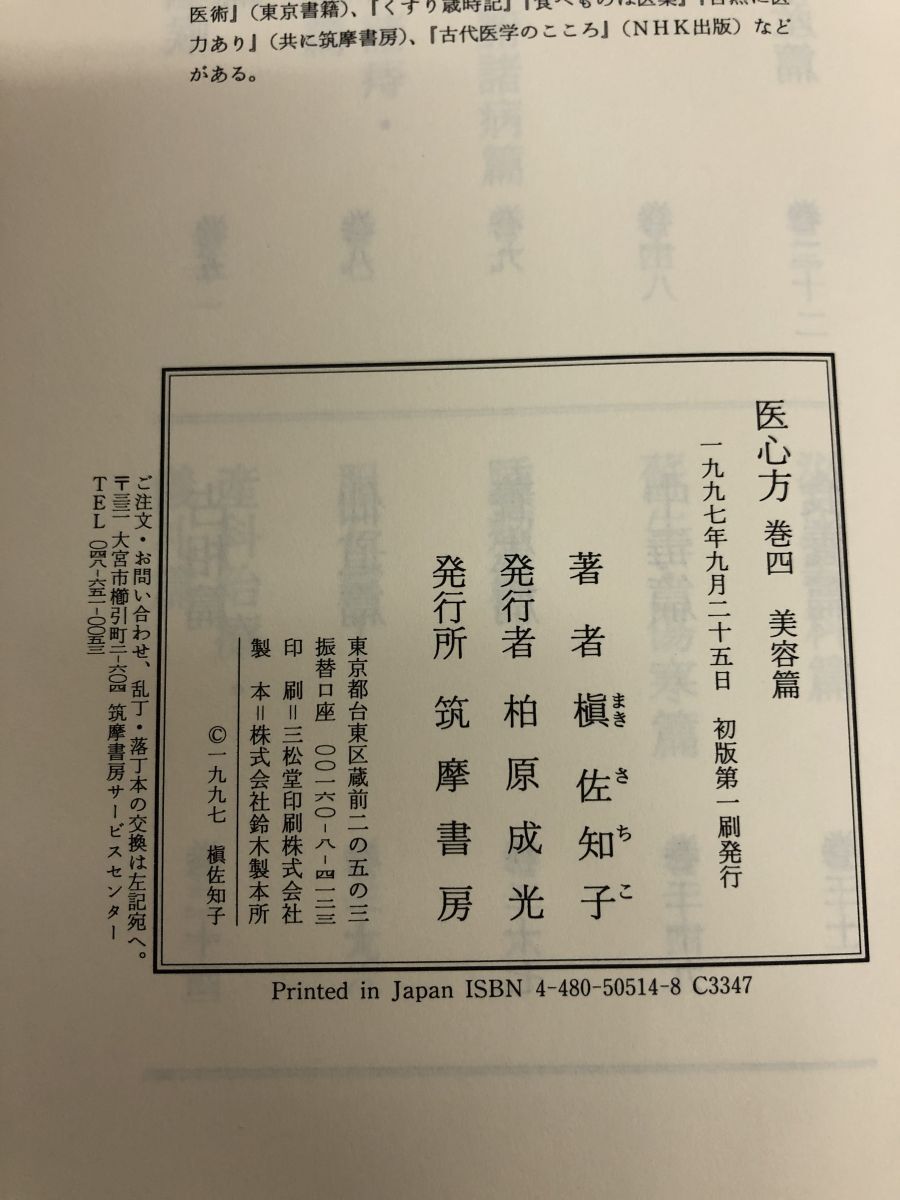 医術』（東京書籍）、『くすり歳時記』『食べものは医薬』『自然に医
力あり』（共に筑摩書房）、『古代医学のこころ』（NHK出版）など
がある。
医心方 巻四 美容篇
一九九七年九月二十五日 初版第一刷発行
著者 槇佐知子
まき さ ち こ
発行者 柏原成光
発行所 筑摩書房
東京都台東区蔵前二の五の三
振替口座 〇〇一六〇-八-四一二三
印 刷＝三松堂印刷株式会社
製 本＝株式会社鈴木製本所
©一九九七 槇佐知子
ご注文・お問い合わせ、乱丁・落丁本の交換は左記宛へ。
〒三三一 大宮市櫛引町二-六〇四 筑摩書房サービスセンター
TEL 〇四八-六五一-〇〇五三
Printed in Japan ISBN 4-480-50514-8 C3347